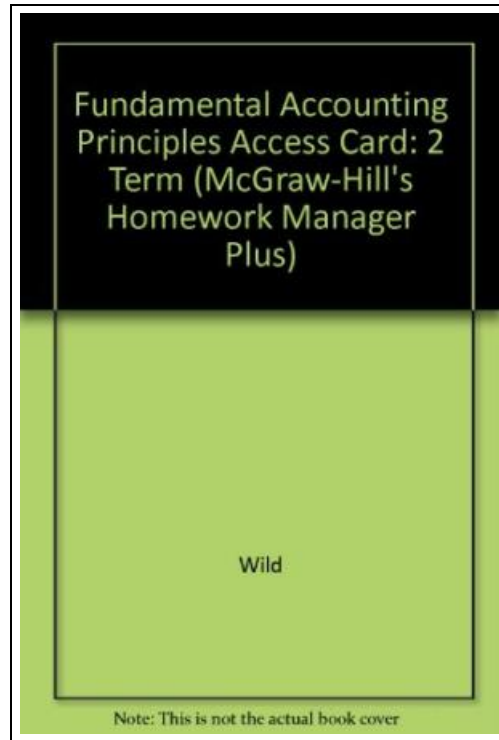 Fundamental Accounting
Principles Access Card: 2
Term (McGraw-Hill's
Homework Manager
Plus)
Wild
Note: This is not the actual book cover